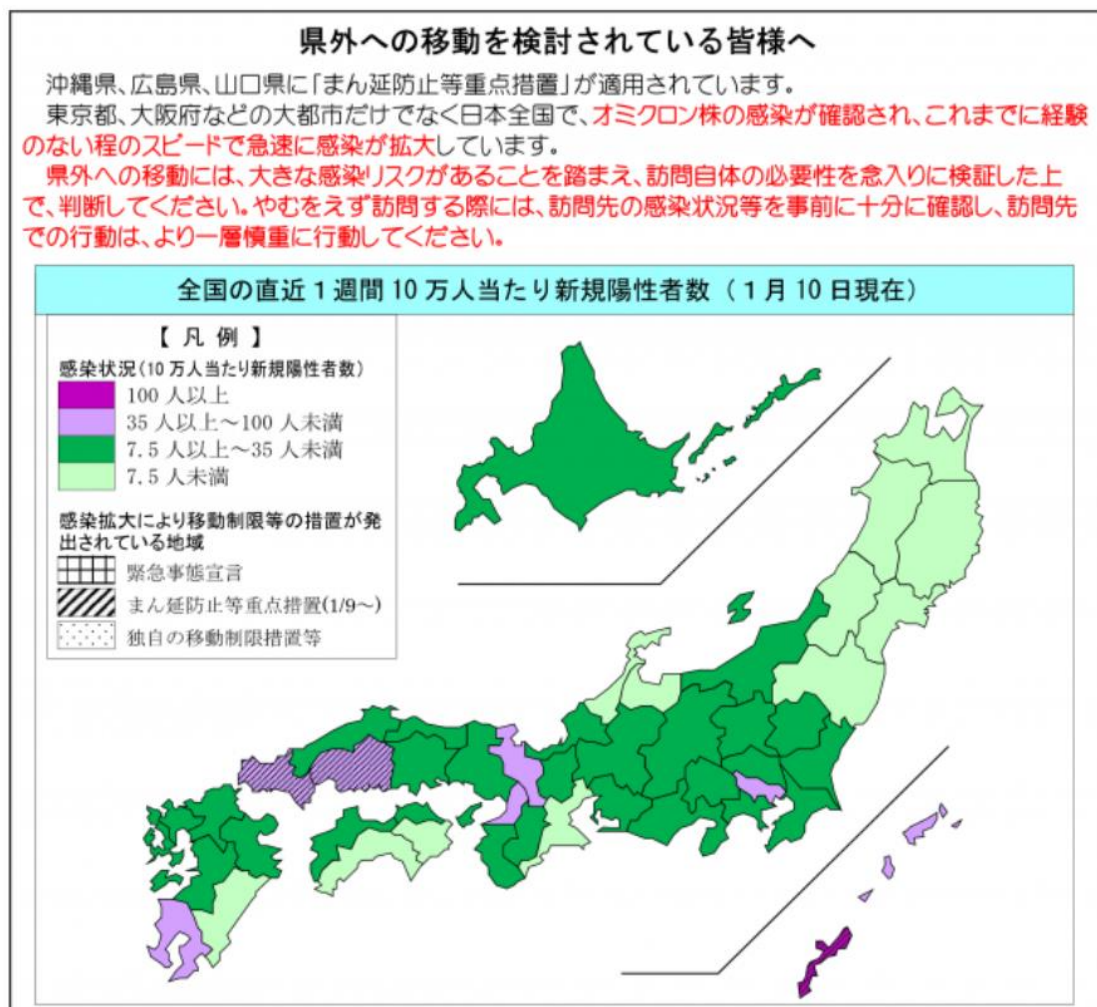 県外への移動を検討されている皆様へ
沖縄県、広島県、山口県に「まん延防止等重点措置」が適用されています。
東京都、大阪府などの大都市だけでなく日本全国で、オミクロン株の感染が確認され、これまでに経験
のない程のスピードで急速に感染が拡大しています。
県外への移動には、大きな感染リスクがあることを踏まえ、訪問自体の必要性を念入りに検証した上
で、判断してください。やむをえず訪問する際には、訪問先の感染状況等を事前に十分に確認し、訪問先
での行動は、より一層慎重に行動してください。
全国の直近1週間10万人当たり新規陽性者数(1月10日現在)
【凡例】
感染状況(10万人当たり新規陽性者数)
100人以上
35人以上～100人未満
7.5人以上～35人未満
7.5人未満
感染拡大により移動制限等の措置が発
出されている地域
緊急事態宣言
まん延防止等重点措置(1/9～)
独自の移動制限措置等